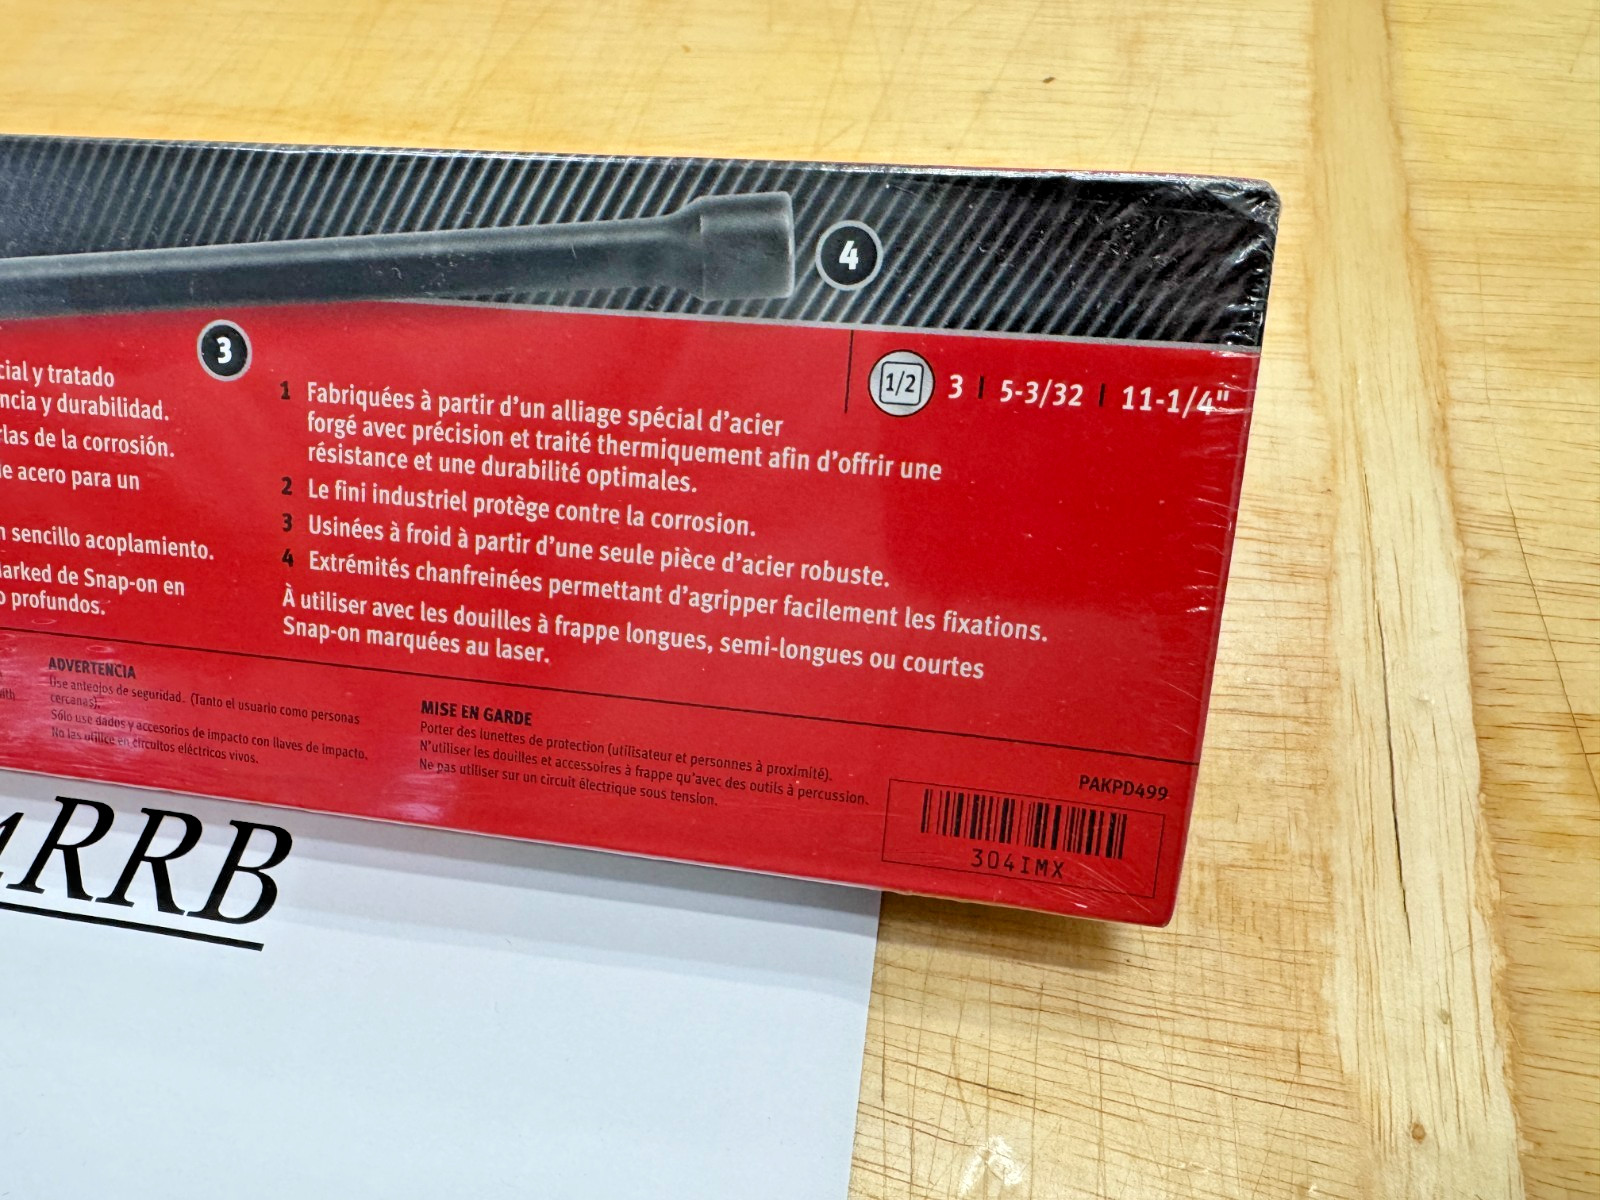 4
3
cial y tratado
ncia y durabilidad.
rlas de la corrosión.
de acero para un
n sencillo acoplamiento.
Marked de Snap-on en
o profundos.
1 Fabriquées à partir d'un alliage spécial d'acier
forgé avec précision et traité thermiquement afin d'offrir une
résistance et une durabilité optimales.
2 Le fini industriel protège contre la corrosion.
3 Usinées à froid à partir d'une seule pièce d'acier robuste.
4 Extrémités chanfreinées permettant d'agripper facilement les fixations.
À utiliser avec les douilles à frappe longues, semi-longues ou courtes
Snap-on marquées au laser.
1/2 3 | 5-3/32 | 11-1/4"
ith
ADVERTENCIA
Use anteojos de seguridad. (Tanto el usuario como personas
cercanas).
Sólo use dados y accesorios de impacto con llaves de impacto.
No las utilice en circuitos eléctricos vivos.
MISE EN GARDE
Porter des lunettes de protection (utilisateur et personnes à proximité).
N'utiliser les douilles et accessoires à frappe qu'avec des outils à percussion.
Ne pas utiliser sur un circuit électrique sous tension.
PAKPD499
304IMX
RRB